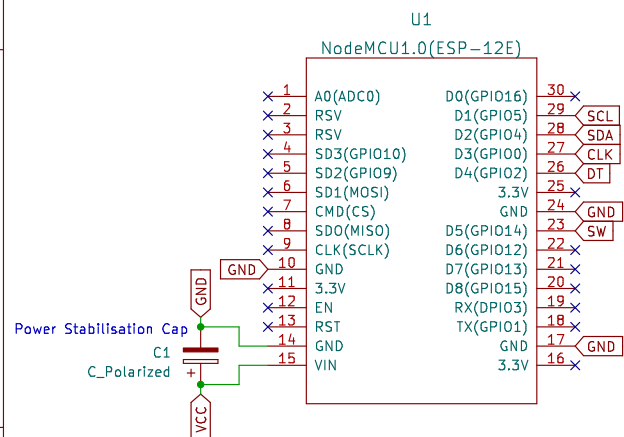 U1
NodeMCU1.0(ESP-12E)
1 A0(ADC0) D0(GPIO16) 30
2 RSV D1(GPIO5) 29 SCL
3 RSV D2(GPIO4) 28 SDA
4 SD3(GPIO10) D3(GPIO0) 27 CLK
5 SD2(GPIO9) D4(GPIO2) 26 DT
6 SD1(MOSI) 3.3V 25
7 CMD(CS) GND 24 GND
8 SDO(MISO) D5(GPIO14) 23 SW
9 CLK(SCLK) D6(GPIO12) 22
GND 10 GND D7(GPIO13) 21
11 3.3V D8(GPIO15) 20
GND
12 EN RX(DPIO3) 19
13 RST TX(GPIO1) 18
Power Stabilisation Cap
14 GND GND 17 GND
C1
15 VIN 3.3V 16
C_Polarized
+
VCC